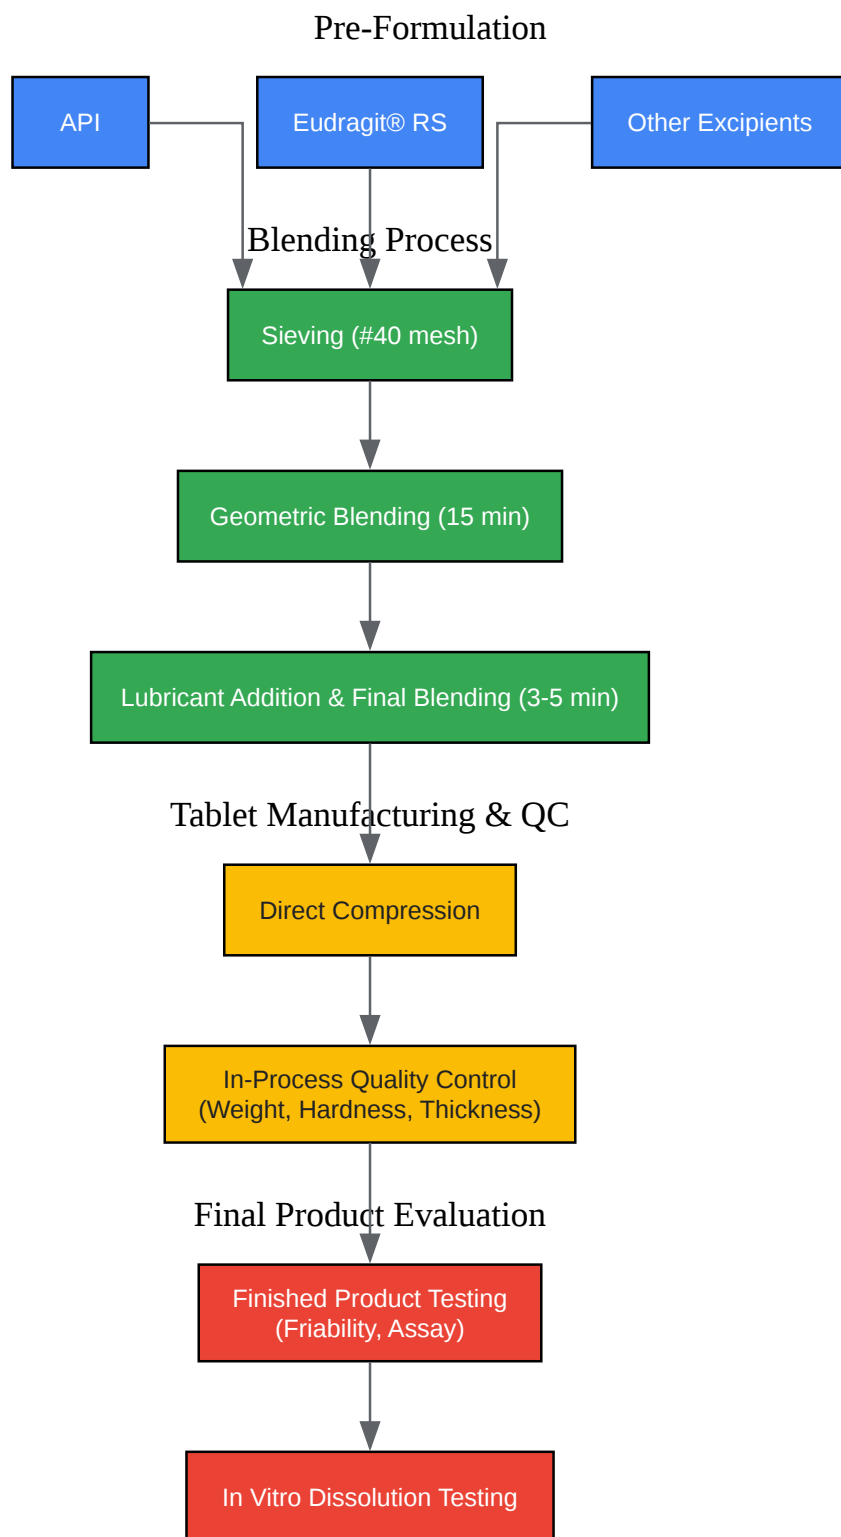 Pre-Formulation
API
Eudragit® RS
Other Excipients
Blending Process
Sieving (#40 mesh)
Geometric Blending (15 min)
Lubricant Addition & Final Blending (3-5 min)
Tablet Manufacturing & QC
Direct Compression
In-Process Quality Control
(Weight, Hardness, Thickness)
Final Product Evaluation
Finished Product Testing
(Friability, Assay)
In Vitro Dissolution Testing